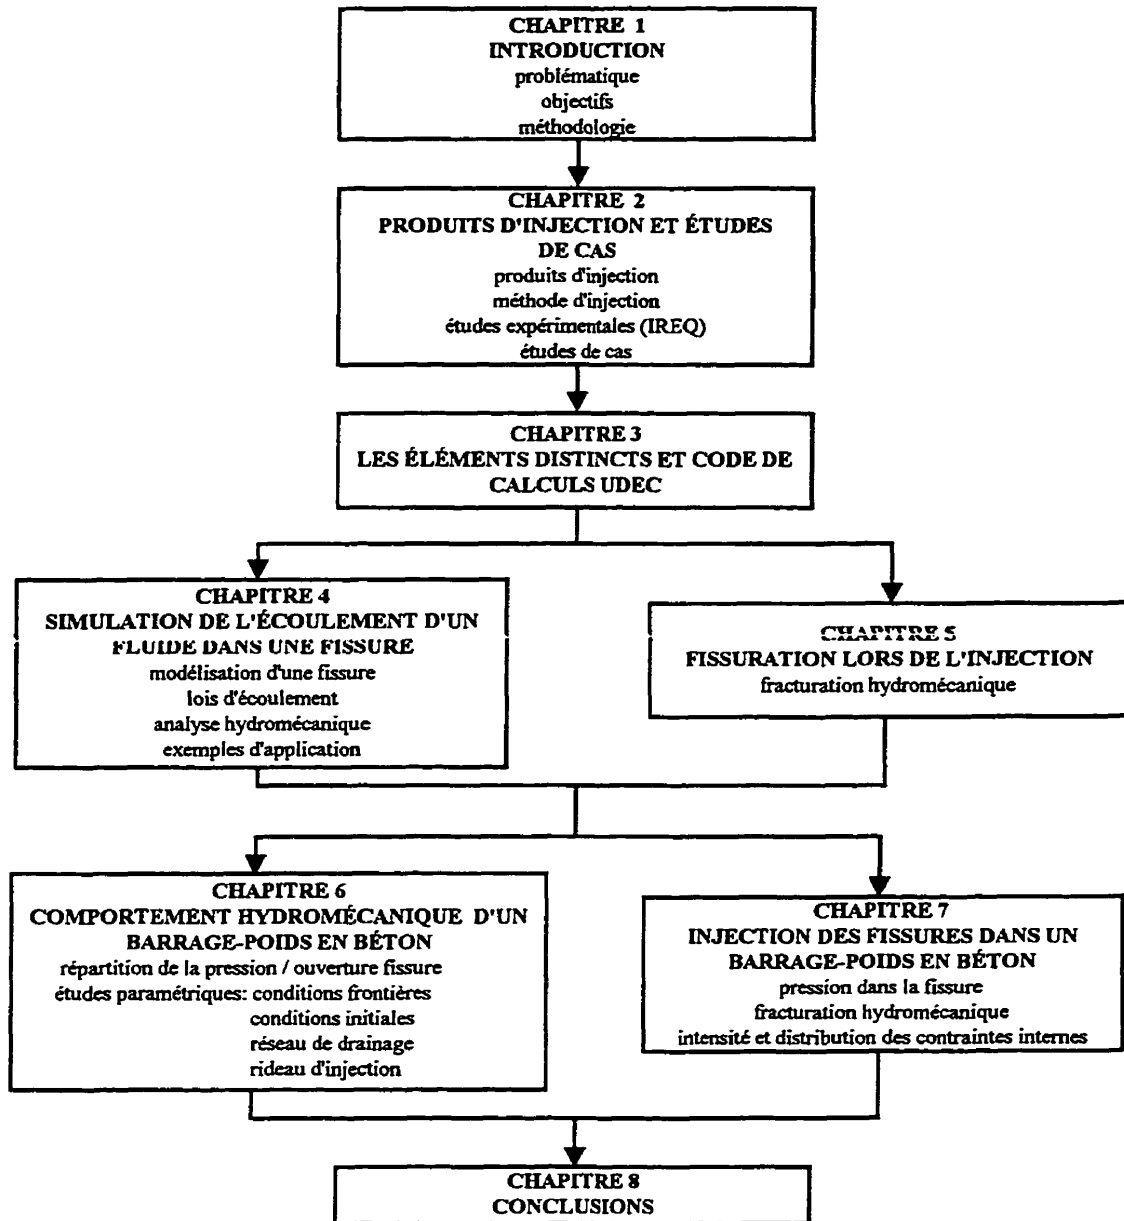 CHAPITRE 1
INTRODUCTION
problématique
objectifs
méthodologie
CHAPITRE 2
PRODUITS D'INJECTION ET ÉTUDES
DE CAS
produits d'injection
méthode d'injection
études expérimentales (IREQ)
études de cas
CHAPITRE 3
LES ÉLÉMENTS DISTINCTS ET CODE DE
CALCULS UDEC
CHAPITRE 4
SIMULATION DE L'ÉCOULEMENT D'UN
FLUIDE DANS UNE FISSURE
modélisation d'une fissure
lois d'écoulement
analyse hydromécanique
exemples d'application
CHAPITRE 5
FISSURATION LORS DE L'INJECTION
fracturation hydromécanique
CHAPITRE 6
COMPORTEMENT HYDROMÉCANIQUE D'UN
BARRAGE-POIDS EN BÉTON
répartition de la pression / ouverture fissure
études paramétriques: conditions frontières
conditions initiales
réseau de drainage
rideau d'injection
CHAPITRE 7
INJECTION DES FISSURES DANS UN
BARRAGE-POIDS EN BÉTON
pression dans la fissure
fracturation hydromécanique
intensité et distribution des contraintes internes
CHAPITRE 8
CONCLUSIONS